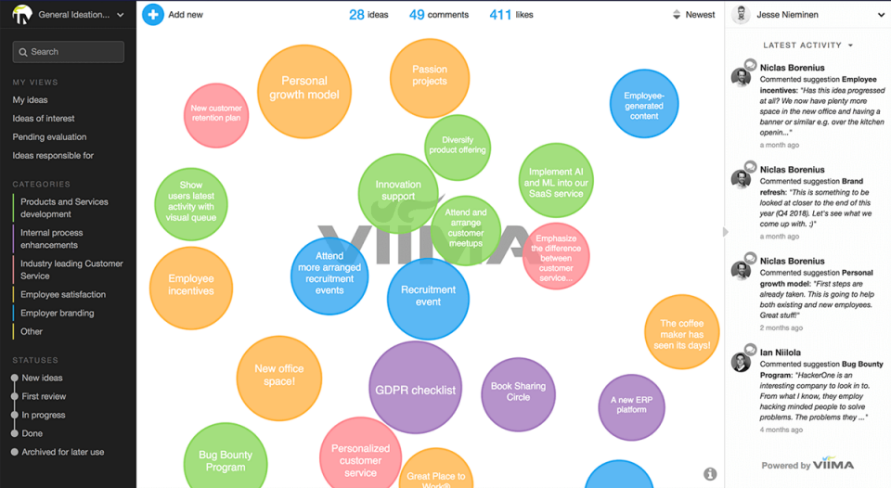 General Ideation...
Search
MY VIEWS
My ideas
Ideas of interest
Pending evaluation
Ideas responsible for
CATEGORIES
Products and Services
development
Internal process
enhancements
Industry leading Customer
Service
Employee satisfaction
Employer branding
Other
STATUSES
New ideas
First review
In progress
Done
Archived for later use
Add new
28 ideas 49 comments 411 likes
Newest
Personal
growth model
Passion
projects
New customer
retention plan
Employee-
generated
content
Diversify
product offering
Innovation
support
Implement AI
and ML into our
SaaS service
Show
users latest
activity with
visual queue
Attend and
arrange
customer
meetups
VIIMA
Emphasize
the difference
between
customer
service...
Attend
more arranged
recruitment
events
Employee
incentives
Recruitment
event
The coffee
maker has
seen its days!
New office
space!
GDPR checklist
Book Sharing
Circle
A new ERP
platform
Bug Bounty
Program
Personalized
customer
service
Great Place to
World!
Jesse Nieminen
LATEST ACTIVITY
Niclas Borenius
Commented suggestion Employee
incentives: "Has this idea progressed
at all? We now have plenty more
space in the new office and having a
banner or similar e.g. over the kitchen
openin..."
a month ago
Niclas Borenius
Commented suggestion Brand
refresh: "This is something to be
looked at closer to the end of this
year (Q4 2018). Let's see what we
come up with. :)"
a month ago
Niclas Borenius
Commented suggestion Personal
growth model: "First steps are
already taken. This is going to help
both existing and new employees.
Great stuff!"
2 months ago
Ian Niilola
Commented suggestion Bug Bounty
Program: "HackerOne is an
interesting company to look in to.
From what I know, they employ
hacking minded people to solve
problems. The problems they ..."
4 months ago
Powered by VIIMA